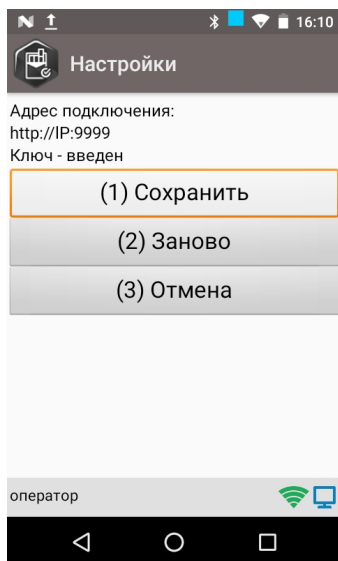 16:10
Настройки
Адрес подключения:
http://IP:9999
Ключ - введен
(1) Сохранить
(2) Заново
(3) Отмена
оператор